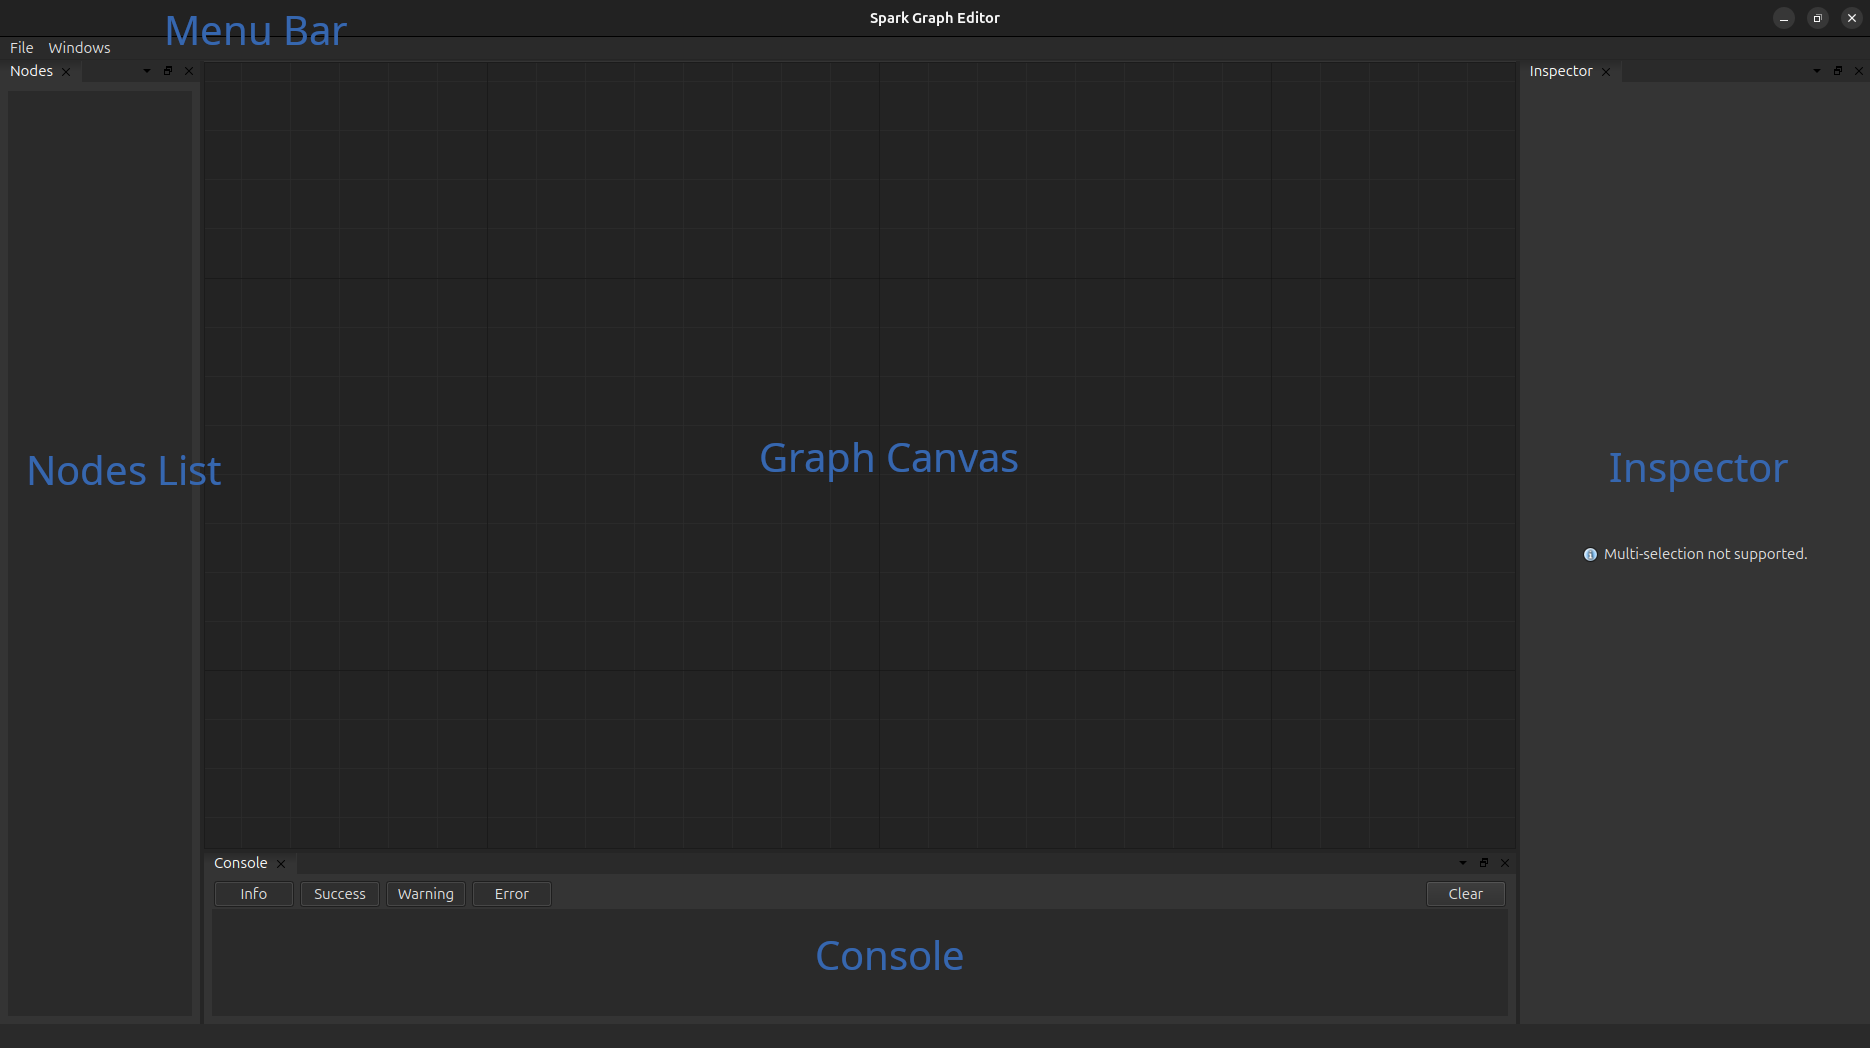 Spark Graph Editor
Menu Bar
File Windows
Nodes
Inspector
Nodes List
Graph Canvas
Inspector
Multi-selection not supported.
Console
Info Success Warning Error Clear
Console